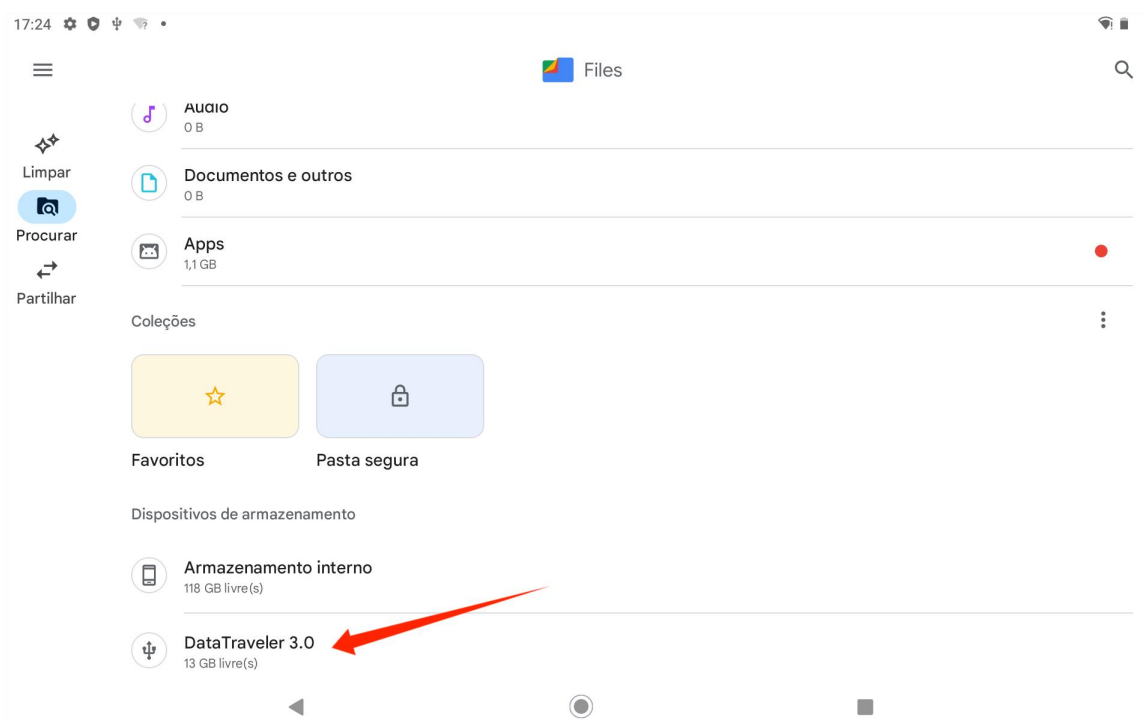 17:24
Files
Áudio
0 B
Limpar
Documentos e outros
0 B
Procurar
Apps
1,1 GB
Partilhar
Coleções
Favoritos
Pasta segura
Dispositivos de armazenamento
Armazenamento interno
118 GB livre(s)
DataTraveler 3.0
13 GB livre(s)